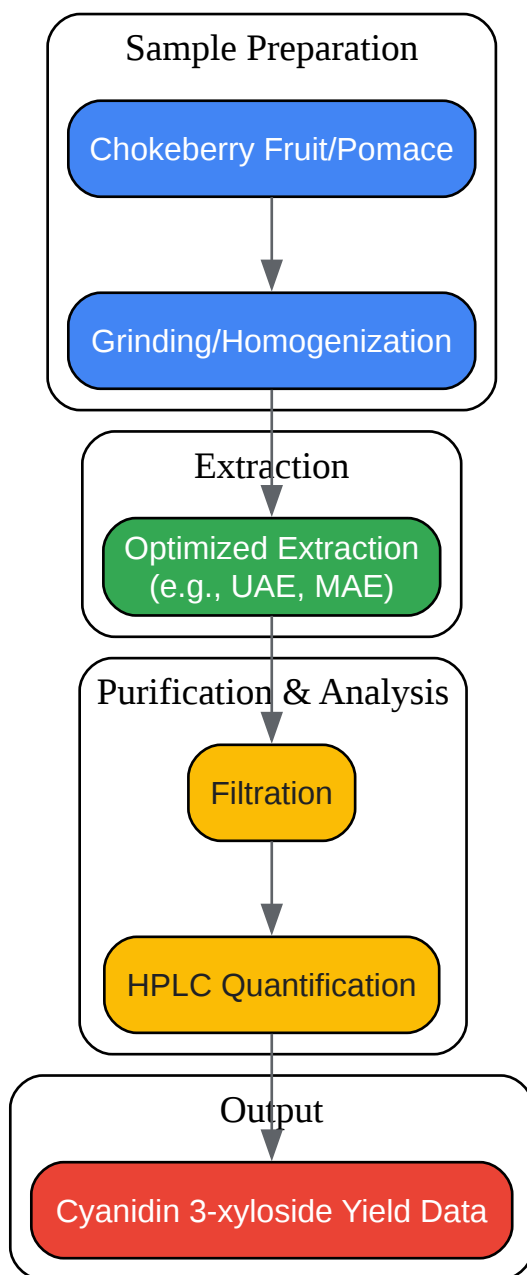 Sample Preparation
Chokeberry Fruit/Pomace
Grinding/Homogenization
Extraction
Optimized Extraction
(e.g., UAE, MAE)
Purification & Analysis
Filtration
HPLC Quantification
Output
Cyanidin 3-xyloside Yield Data